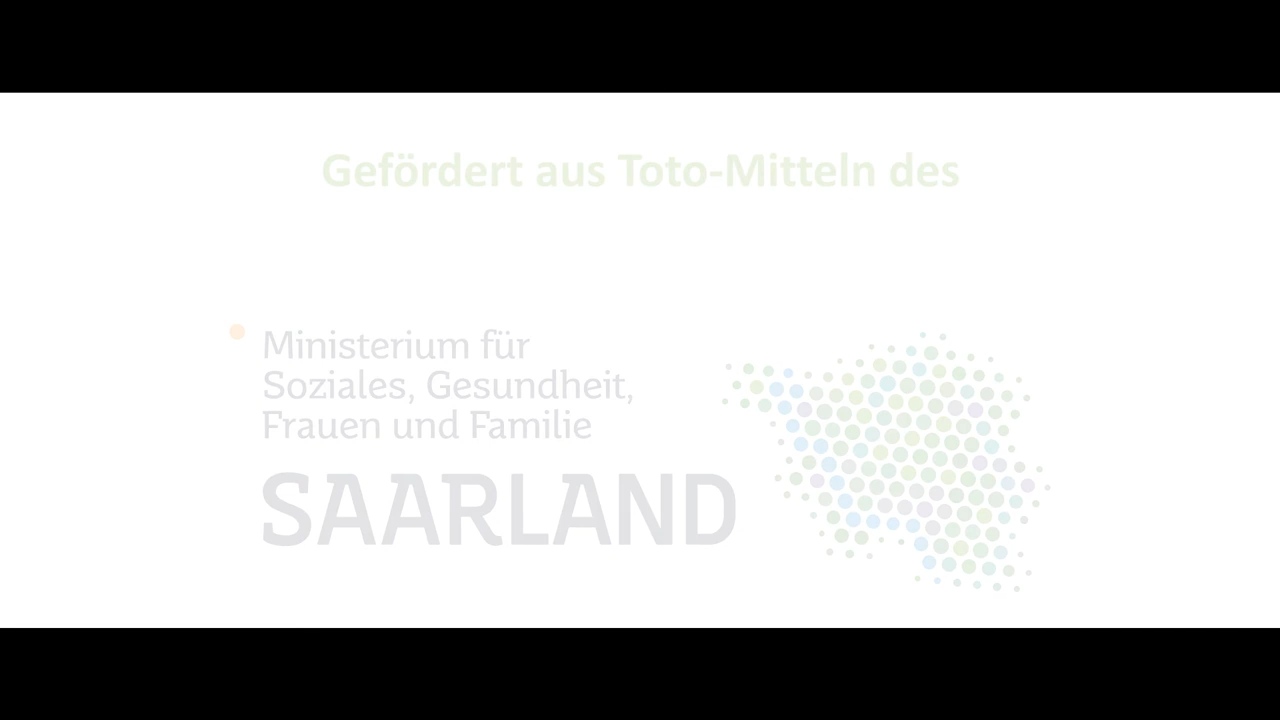 Gefördert aus Toto-Mitteln des
Ministerium für
Soziales, Gesundheit,
Frauen und Familie
SAARLAND